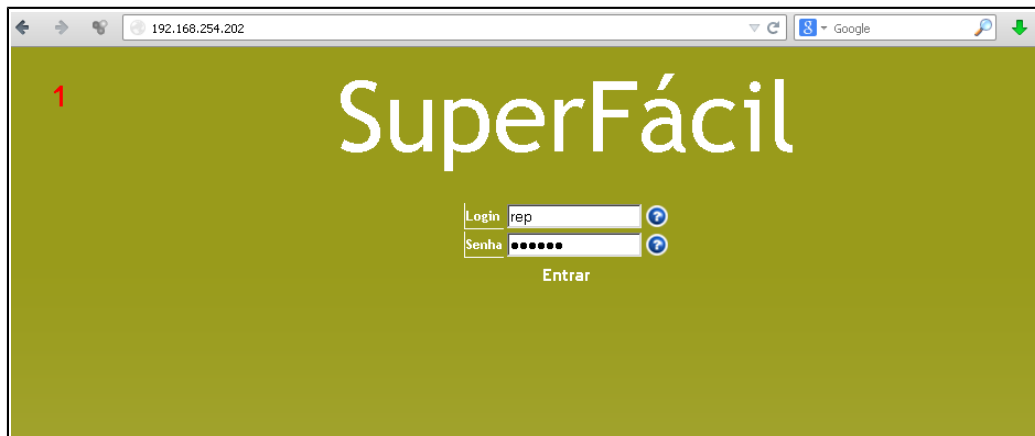 192.168.254.202
Google
1
SuperFácil
Login rep
Senha ••••••
Entrar